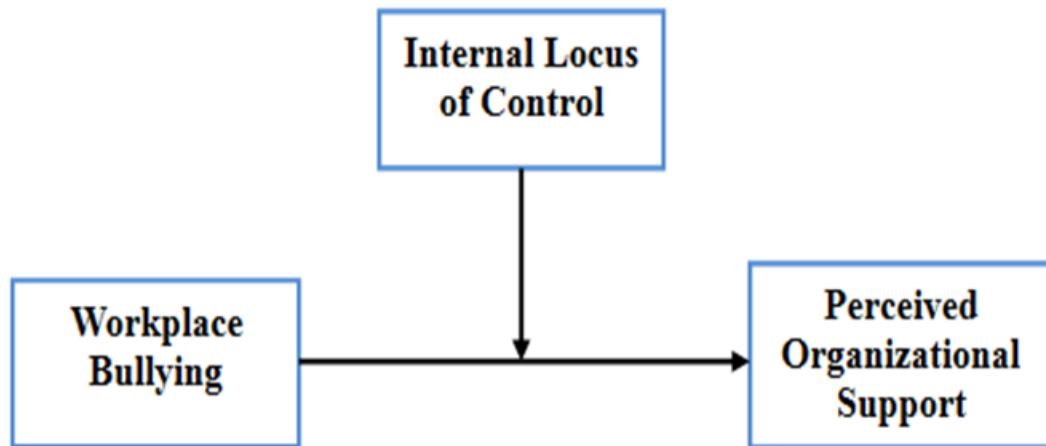 Internal Locus
of Control
Workplace
Bullying
Perceived
Organizational
Support